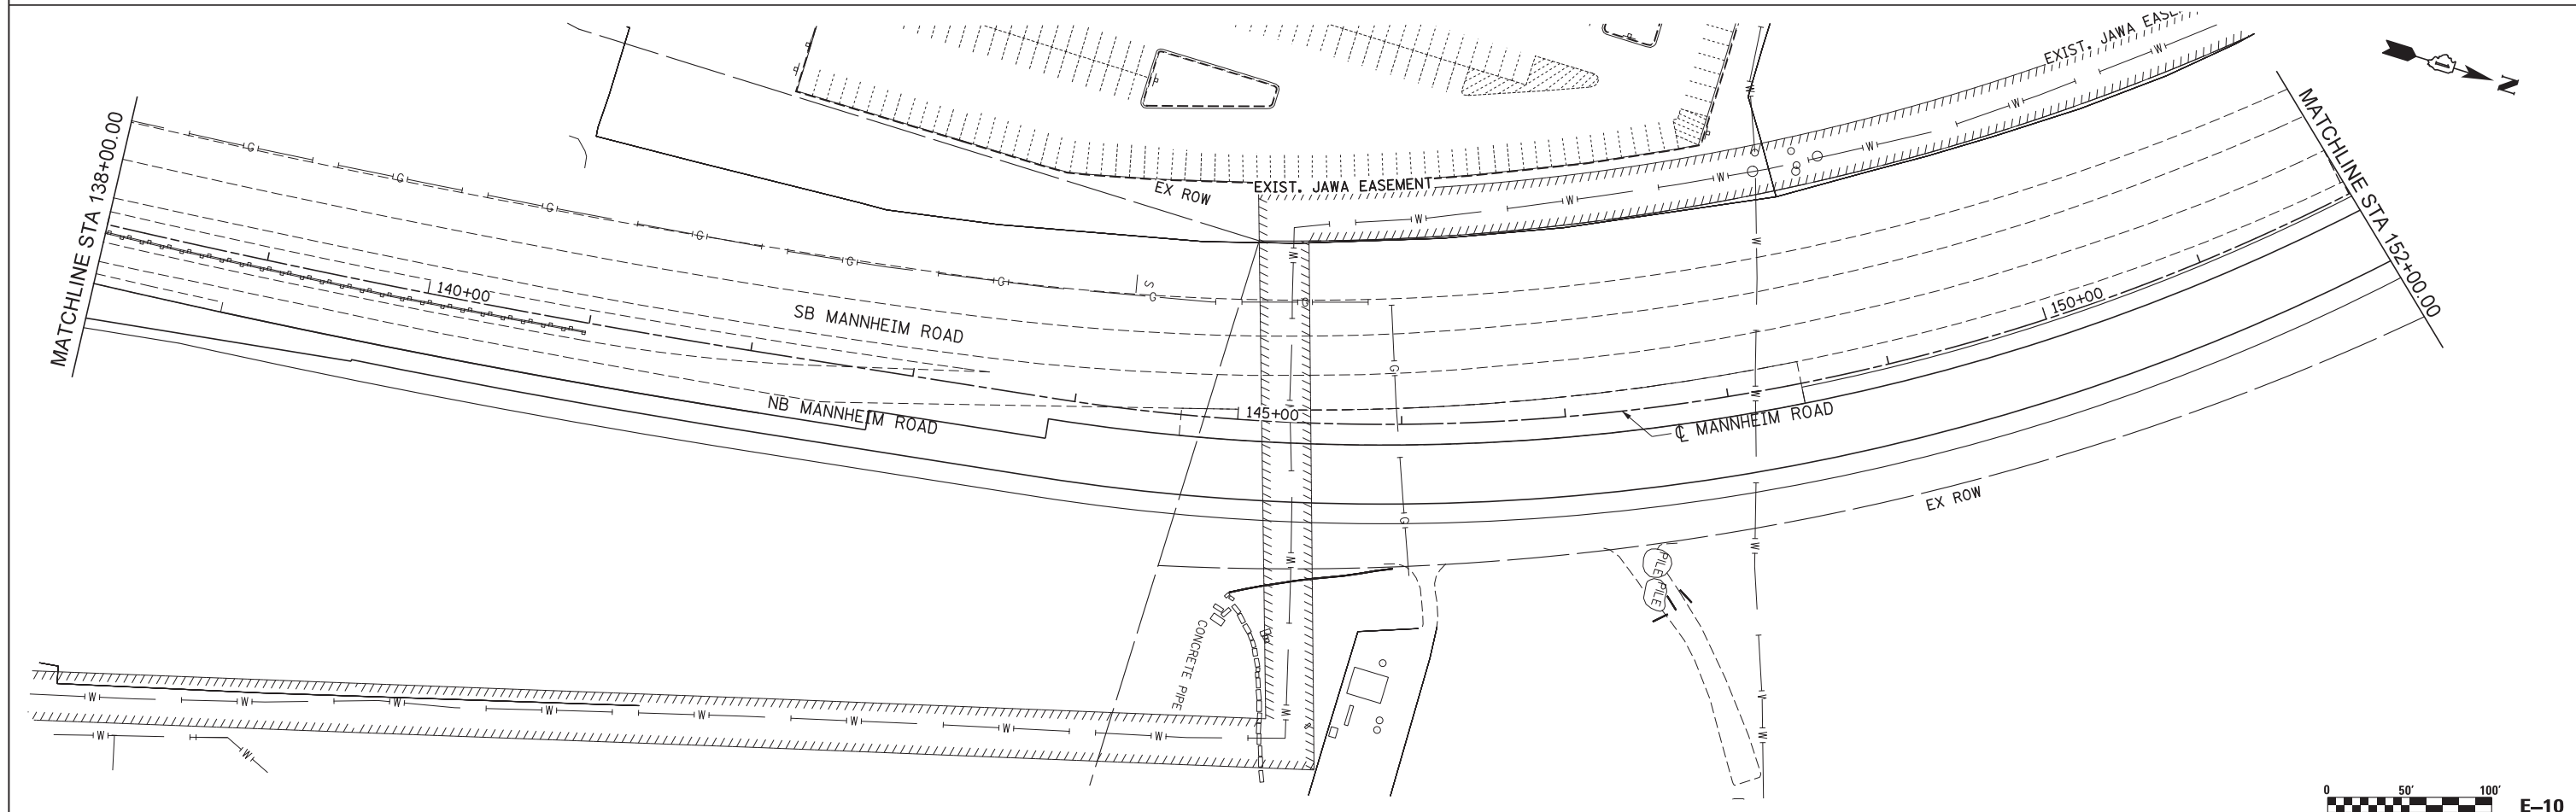 EXIST. JAWA EASE
W
N
MATCHLINE STA 138+00.00
MATCHLINE STA 152+00.00
G G G G G G S G G
EX ROW
EXIST. JAWA EASEMENT
W W W W W W
140+00
SB MANNHEIM ROAD
NB MANNHEIM ROAD
145+00
150+00
℄ MANNHEIM ROAD
G
G
W
W
W
W
EX ROW
PILE
PILE
CONCRETE PIPE
W W W W W W W W W
W W
W
W
0 50' 100'
E-10